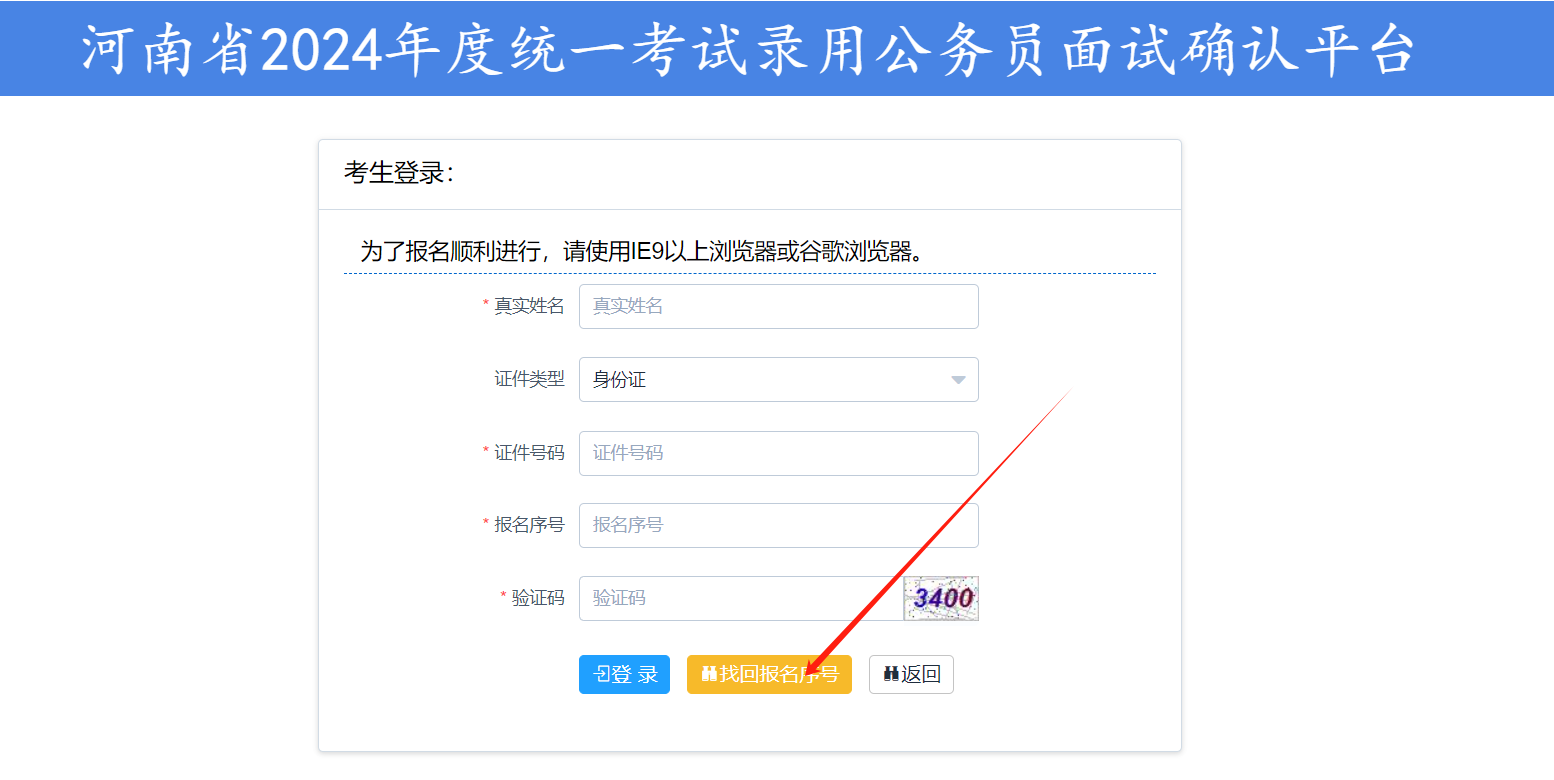 河南省2024年度统一考试录用公务员面试确认平台
考生登录：
为了报名顺利进行，请使用IE9以上浏览器或谷歌浏览器。
* 真实姓名 真实姓名
证件类型 身份证
* 证件号码 证件号码
* 报名序号 报名序号
* 验证码 验证码 3400
登 录 找回报名序号 返回